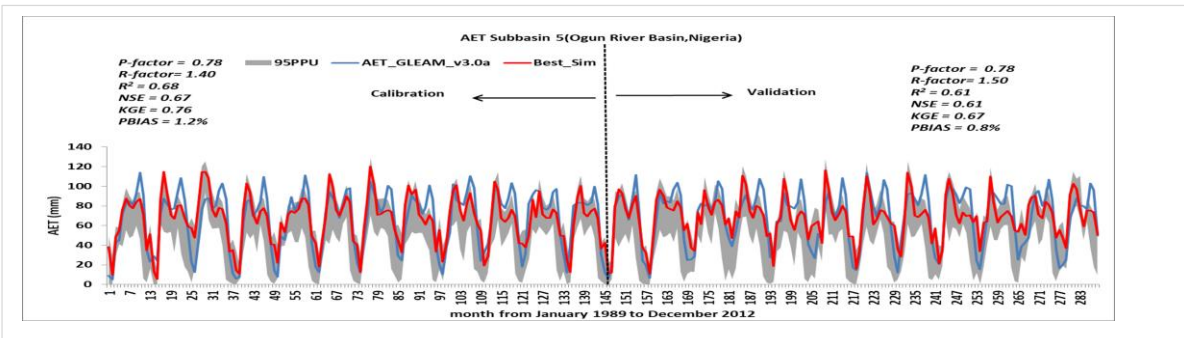 AET Subbasin 5(Ogun River Basin,Nigeria)
P-factor = 0.78
R-factor= 1.40
R² = 0.68
NSE = 0.67
KGE = 0.76
PBIAS = 1.2%
95PPU AET_GLEAM_v3.0a Best_Sim
Calibration
Validation
P-factor = 0.78
R-factor= 1.50
R² = 0.61
NSE = 0.61
KGE = 0.67
PBIAS = 0.8%
AET (mm)
140
120
100
80
60
40
20
0
1 7 13 19 25 31 37 43 49 55 61 67 73 79 85 91 97 103 109 115 121 127 133 139 145 151 157 163 169 175 181 187 193 199 205 211 217 223 229 235 241 247 253 259 265 271 277 283
month from January 1989 to December 2012